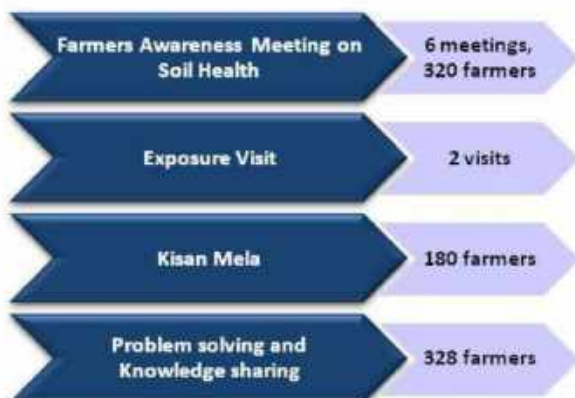 Farmers Awareness Meeting on
Soil Health
6 meetings,
320 farmers
Exposure Visit
2 visits
Kisan Mela
180 farmers
Problem solving and
Knowledge sharing
328 farmers